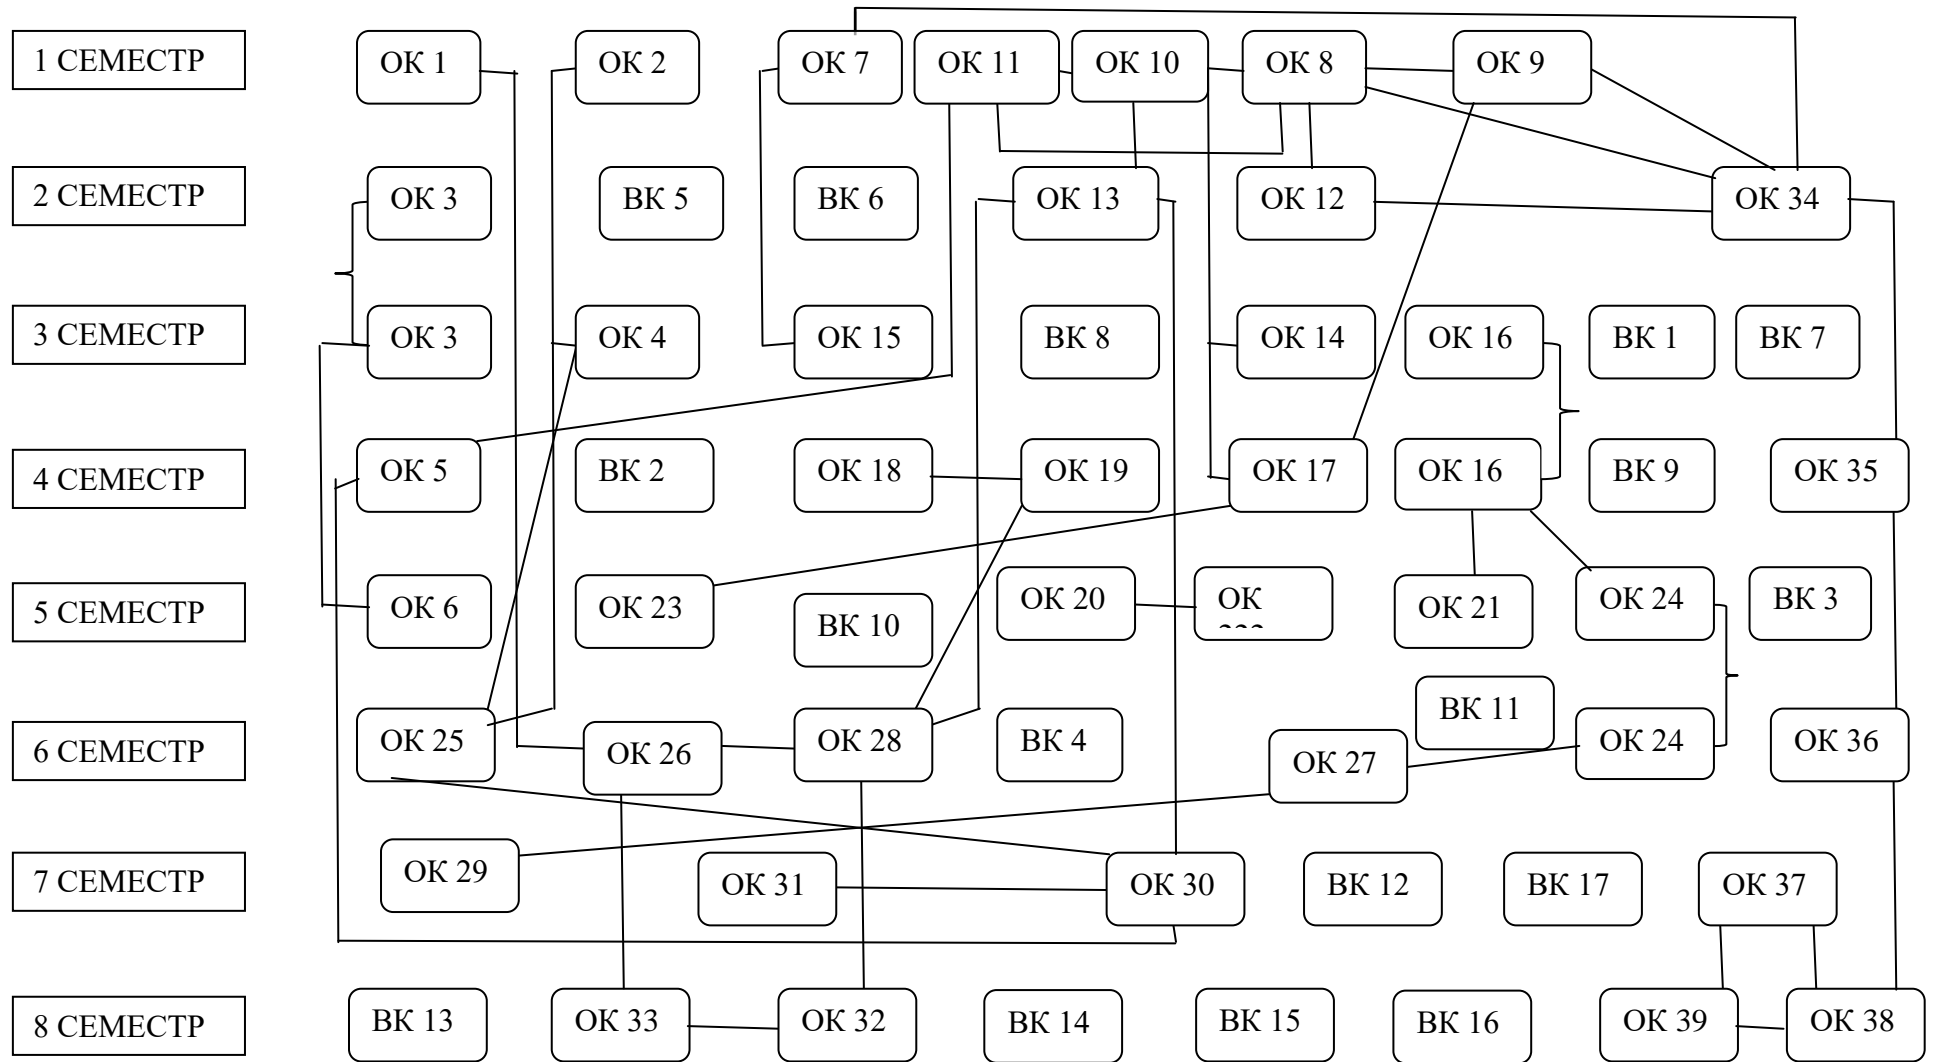 1 СЕМЕСТР
ОК 1
ОК 2
ОК 7
ОК 11
ОК 10
ОК 8
ОК 9
2 СЕМЕСТР
ОК 3
ВК 5
ВК 6
ОК 13
ОК 12
ОК 34
3 СЕМЕСТР
ОК 3
ОК 4
ОК 15
ВК 8
ОК 14
ОК 16
ВК 1
ВК 7
4 СЕМЕСТР
ОК 5
ВК 2
ОК 18
ОК 19
ОК 17
ОК 16
ВК 9
ОК 35
5 СЕМЕСТР
ОК 6
ОК 23
ВК 10
ОК 20
ОК
ОК 21
ОК 24
ВК 3
6 СЕМЕСТР
ОК 25
ОК 26
ОК 28
ВК 4
ОК 27
ВК 11
ОК 24
ОК 36
7 СЕМЕСТР
ОК 29
ОК 31
ОК 30
ВК 12
ВК 17
ОК 37
8 СЕМЕСТР
ВК 13
ОК 33
ОК 32
ВК 14
ВК 15
ВК 16
ОК 39
ОК 38